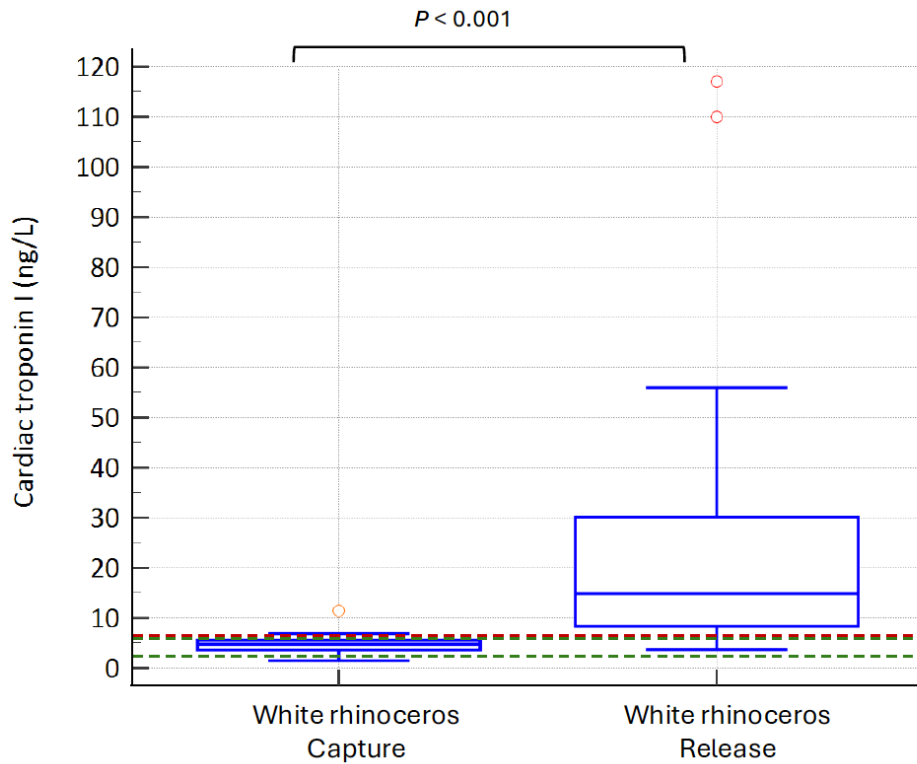 P < 0.001
Cardiac troponin I (ng/L)
120
110
100
90
80
70
60
50
40
30
20
10
0
White rhinoceros
Capture
White rhinoceros
Release